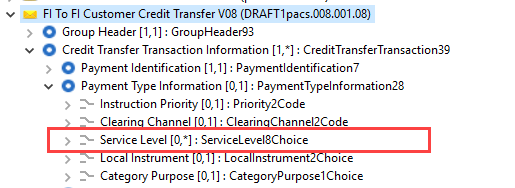 FI To FI Customer Credit Transfer V08 (DRAFT1pacs.008.001.08)
Group Header [1,1] : GroupHeader93
Credit Transfer Transaction Information [1,*] : CreditTransferTransaction39
Payment Identification [1,1] : PaymentIdentification7
Payment Type Information [0,1] : PaymentTypeInformation28
Instruction Priority [0,1] : Priority2Code
Clearing Channel [0,1] : ClearingChannel2Code
Service Level [0,*] : ServiceLevel8Choice
Local Instrument [0,1] : LocalInstrument2Choice
Category Purpose [0,1] : CategoryPurpose1Choice